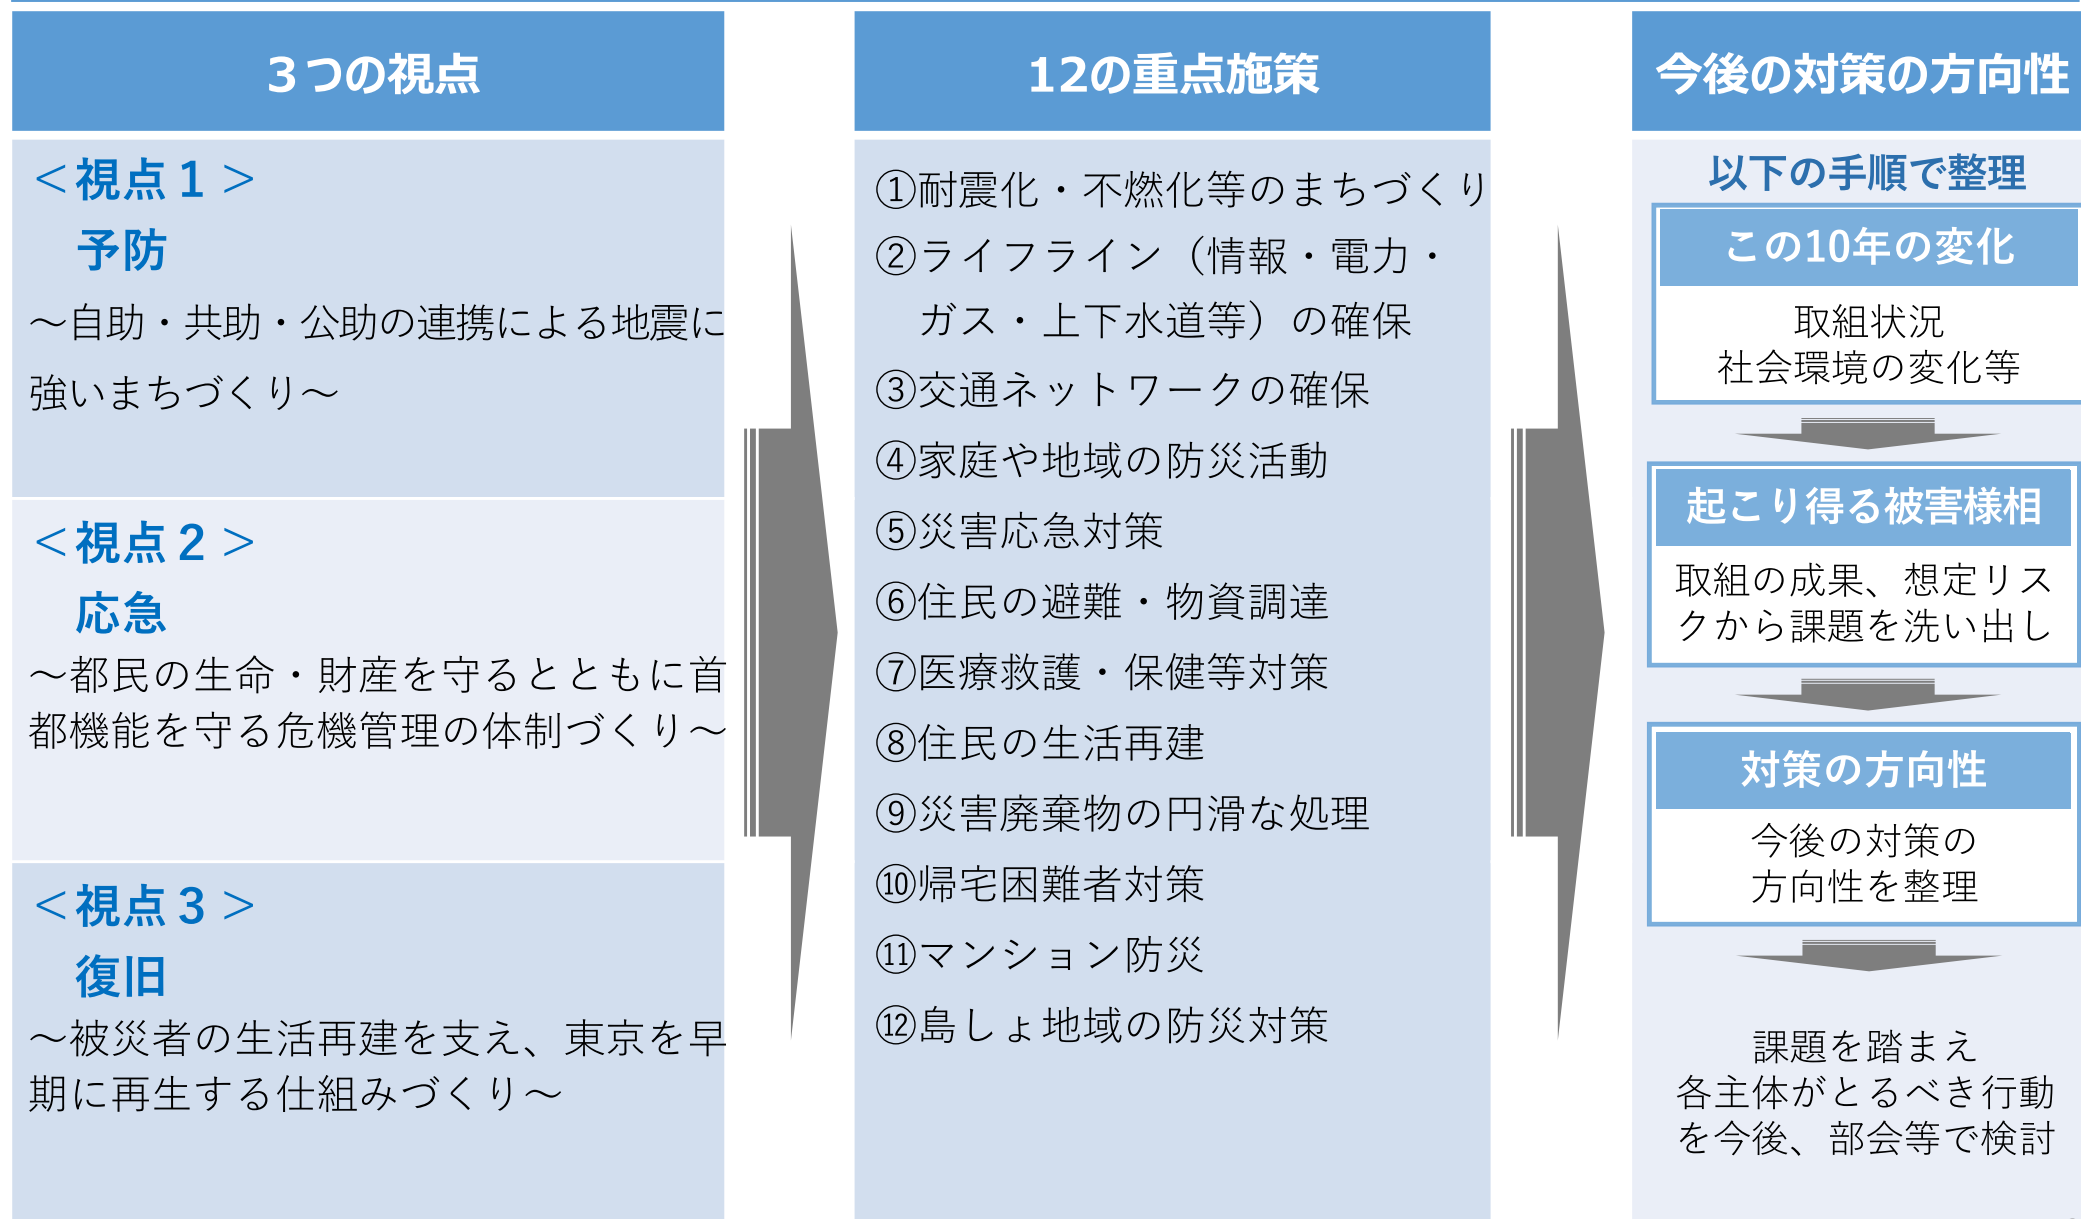 3つの視点
＜視点1＞
予防
～自助・共助・公助の連携による地震に
強いまちづくり～
＜視点2＞
応急
～都民の生命・財産を守るとともに首
都機能を守る危機管理の体制づくり～
＜視点3＞
復旧
～被災者の生活再建を支え、東京を早
期に再生する仕組みづくり～
12の重点施策
①耐震化・不燃化等のまちづくり
②ライフライン（情報・電力・
ガス・上下水道等）の確保
③交通ネットワークの確保
④家庭や地域の防災活動
⑤災害応急対策
⑥住民の避難・物資調達
⑦医療救護・保健等対策
⑧住民の生活再建
⑨災害廃棄物の円滑な処理
⑩帰宅困難者対策
⑪マンション防災
⑫島しょ地域の防災対策
今後の対策の方向性
以下の手順で整理
この10年の変化
取組状況
社会環境の変化等
起こり得る被害様相
取組の成果、想定リス
クから課題を洗い出し
対策の方向性
今後の対策の
方向性を整理
課題を踏まえ
各主体がとるべき行動
を今後、部会等で検討